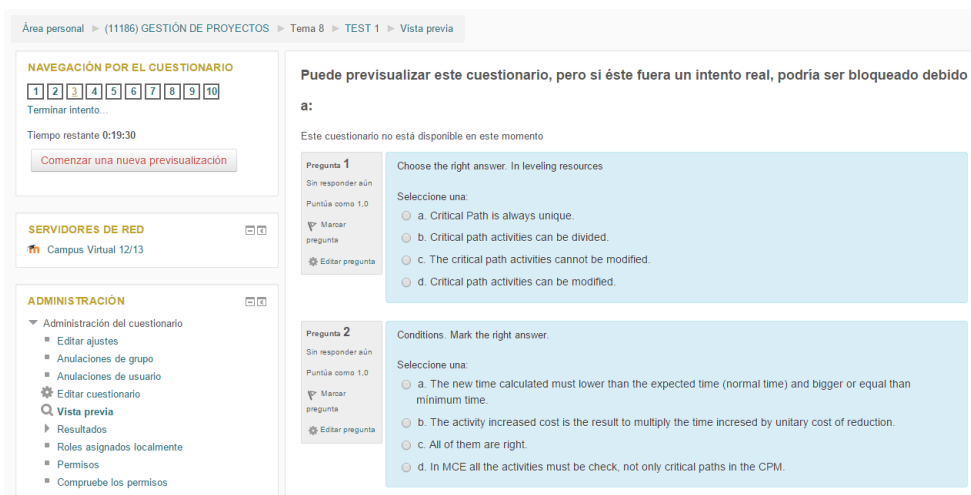 Área personal ▶ (11186) GESTIÓN DE PROYECTOS ▶ Tema 8 ▶ TEST 1 ▶ Vista previa
NAVEGACIÓN POR EL CUESTIONARIO
1 2 3 4 5 6 7 8 9 10
Terminar intento...
Tiempo restante 0:19:30
Comenzar una nueva previsualización
SERVIDORES DE RED
Campus Virtual 12/13
ADMINISTRACIÓN
Administración del cuestionario
Editar ajustes
Anulaciones de grupo
Anulaciones de usuario
Editar cuestionario
Vista previa
Resultados
Roles asignados localmente
Permisos
Compruebe los permisos
Puede previsualizar este cuestionario, pero si éste fuera un intento real, podría ser bloqueado debido
a:
Este cuestionario no está disponible en este momento
Pregunta 1
Sin responder aún
Puntúa como 1,0
Marcar
pregunta
Editar pregunta
Choose the right answer. In leveling resources
Seleccione una:
a. Critical Path is always unique.
b. Critical path activities can be divided.
c. The critical path activities cannot be modified.
d. Critical path activities can be modified.
Pregunta 2
Sin responder aún
Puntúa como 1,0
Marcar
pregunta
Editar pregunta
Conditions. Mark the right answer.
Seleccione una:
a. The new time calculated must lower than the expected time (normal time) and bigger or equal than
mínimum time.
b. The activity increased cost is the result to multiply the time incresed by unitary cost of reduction.
c. All of them are right.
d. In MCE all the activities must be check, not only critical paths in the CPM.